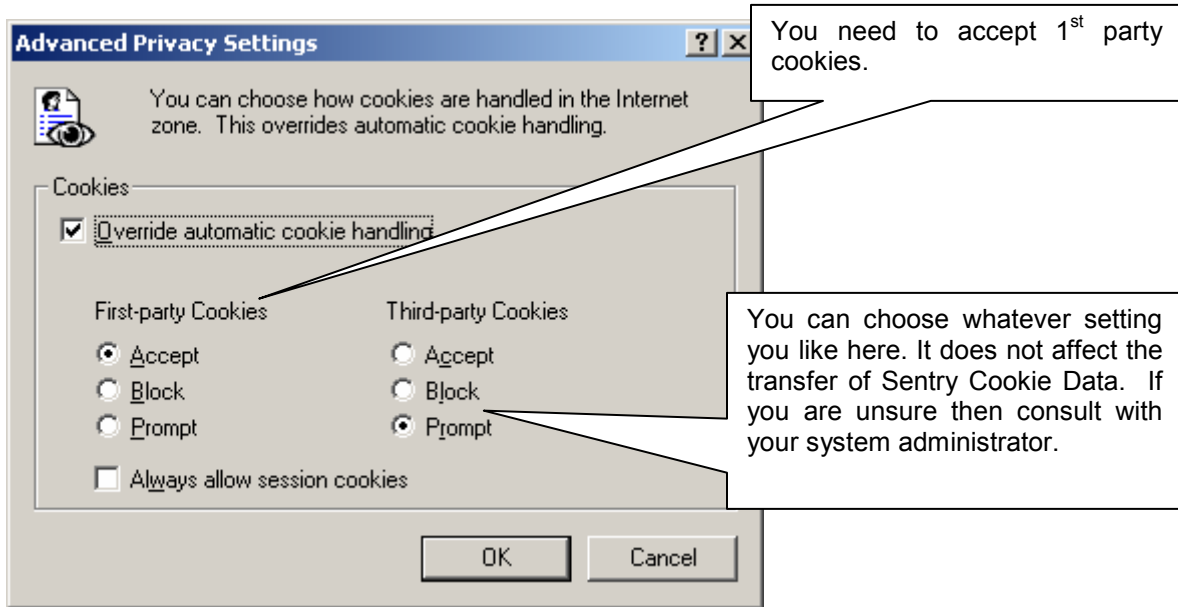 Advanced Privacy Settings
You can choose how cookies are handled in the Internet
zone. This overrides automatic cookie handling.
Cookies
Override automatic cookie handling
First-party Cookies
Accept
Block
Prompt
Third-party Cookies
Accept
Block
Prompt
Always allow session cookies
OK
Cancel
You need to accept 1st party
cookies.
You can choose whatever setting
you like here. It does not affect the
transfer of Sentry Cookie Data. If
you are unsure then consult with
your system administrator.